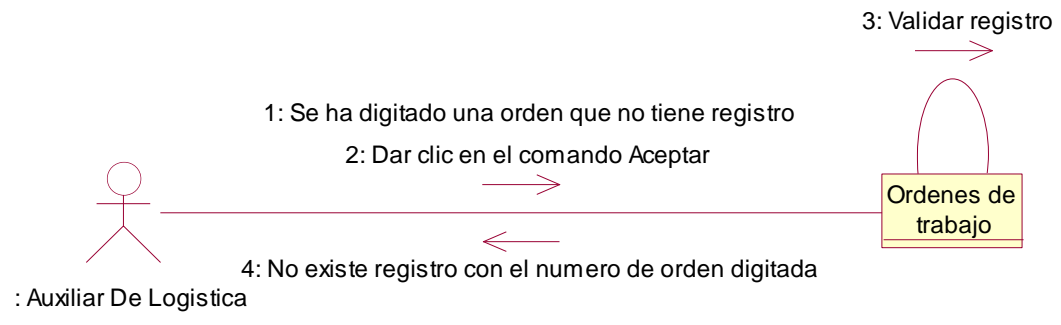 3: Validar registro
1: Se ha digitado una orden que no tiene registro
2: Dar clic en el comando Aceptar
Ordenes de
trabajo
4: No existe registro con el numero de orden digitada
: Auxiliar De Logistica